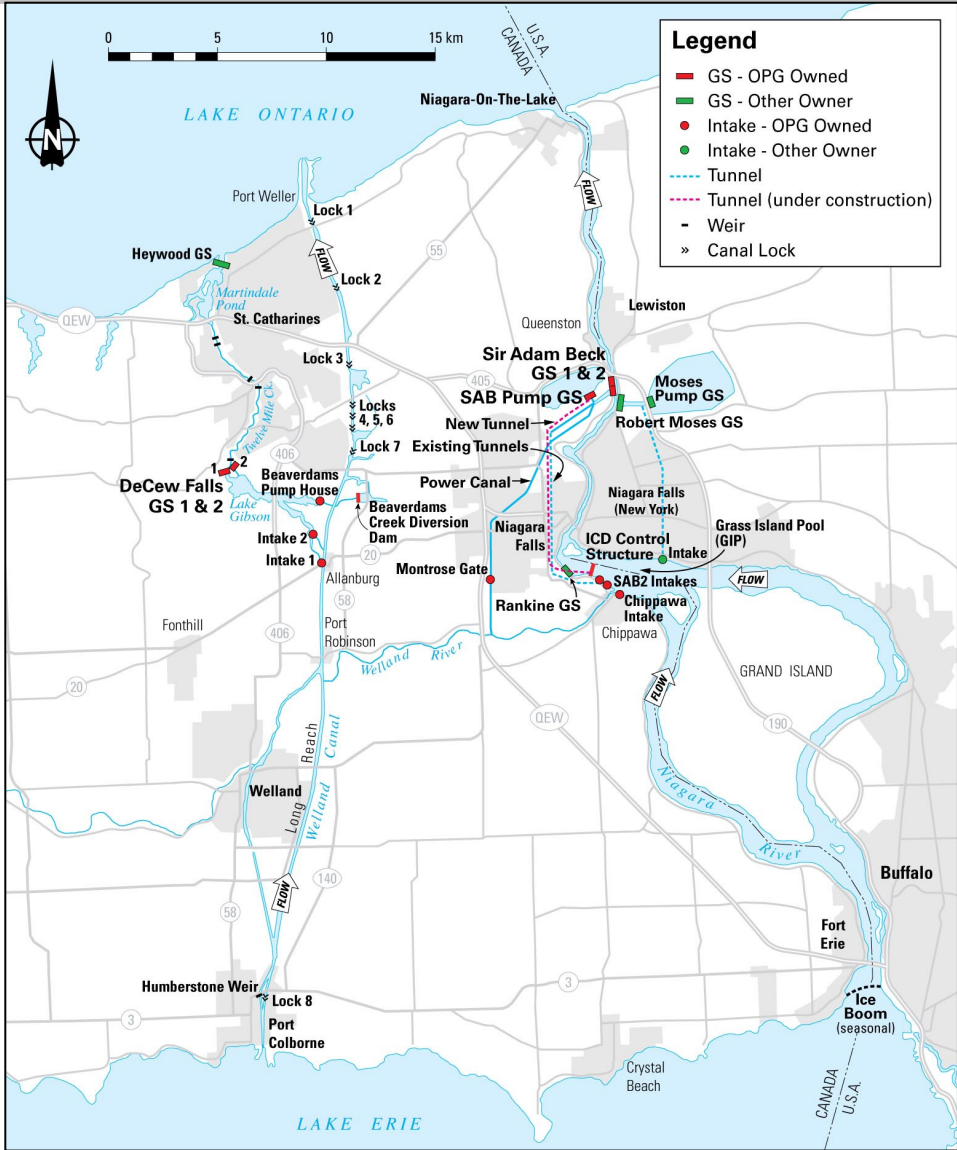 0 5 10 15 km
U.S.A.
CANADA
Legend
GS - OPG Owned
GS - Other Owner
Intake - OPG Owned
Intake - Other Owner
Tunnel
Tunnel (under construction)
Weir
Canal Lock
N
LAKE ONTARIO
Niagara-On-The-Lake
Port Weller
Lock 1
FLOW
FLOW
Heywood GS
55
Lock 2
Martindale
Pond
St. Catharines
QEW
Lewiston
Queenston
Lock 3
Sir Adam Beck
GS 1 & 2
405
SAB Pump GS
Moses
Pump GS
Robert Moses GS
Locks
4, 5, 6
New Tunnel
Existing Tunnels
Twelve Mile Ck.
406
Lock 7
1
2
DeCew Falls
GS 1 & 2
Beaverdams
Pump House
Power Canal
Lake
Gibson
Beaverdams
Creek Diversion
Dam
Niagara Falls
(New York)
Niagara
Falls
Grass Island Pool
(GIP)
ICD Control
Structure
Intake
Intake 2
20
Intake 1
Allanburg
Montrose Gate
SAB2 Intakes
FLOW
Rankine GS
Chippawa
Intake
Chippawa
58
Fonthill
406
Port
Robinson
Welland River
20
GRAND ISLAND
FLOW
QEW
190
Long Reach
Welland Canal
Welland
Niagara
River
Buffalo
FLOW
140
58
Fort
Erie
Humberstone Weir
Lock 8
3
3
Port
Colborne
Ice
Boom
(seasonal)
Crystal
Beach
CANADA
U.S.A.
LAKE ERIE